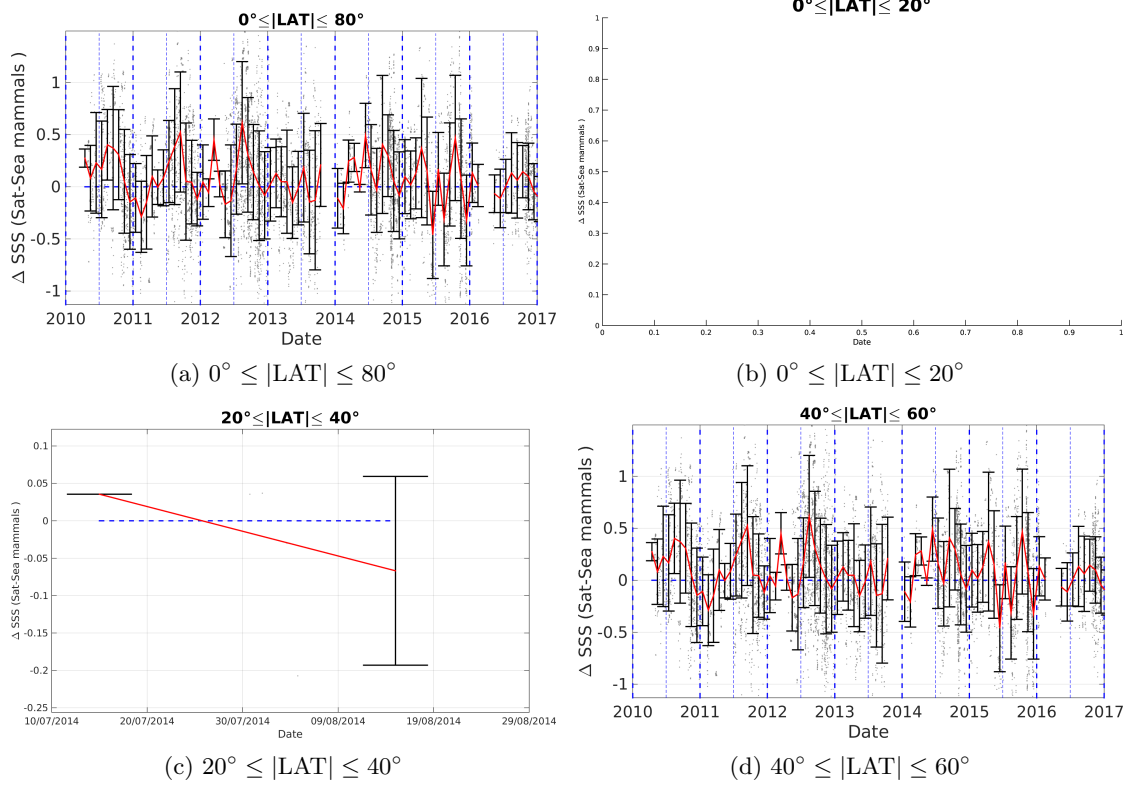 0°≤|LAT|≤ 80°
Δ SSS (Sat-Sea mammals )
1
0.5
0
-0.5
-1
2010 2011 2012 2013 2014 2015 2016 2017
Date
(a) 0° ≤ |LAT| ≤ 80°
0°≤|LAT|≤ 20°
Δ SSS (Sat-Sea mammals )
1
0.9
0.8
0.7
0.6
0.5
0.4
0.3
0.2
0.1
0
0 0.1 0.2 0.3 0.4 0.5 0.6 0.7 0.8 0.9 1
Date
(b) 0° ≤ |LAT| ≤ 20°
20°≤|LAT|≤ 40°
Δ SSS (Sat-Sea mammals )
0.1
0.05
0
-0.05
-0.1
-0.15
-0.2
-0.25
10/07/2014 20/07/2014 30/07/2014 09/08/2014 19/08/2014 29/08/2014
Date
(c) 20° ≤ |LAT| ≤ 40°
40°≤|LAT|≤ 60°
Δ SSS (Sat-Sea mammals )
1
0.5
0
-0.5
-1
2010 2011 2012 2013 2014 2015 2016 2017
Date
(d) 40° ≤ |LAT| ≤ 60°